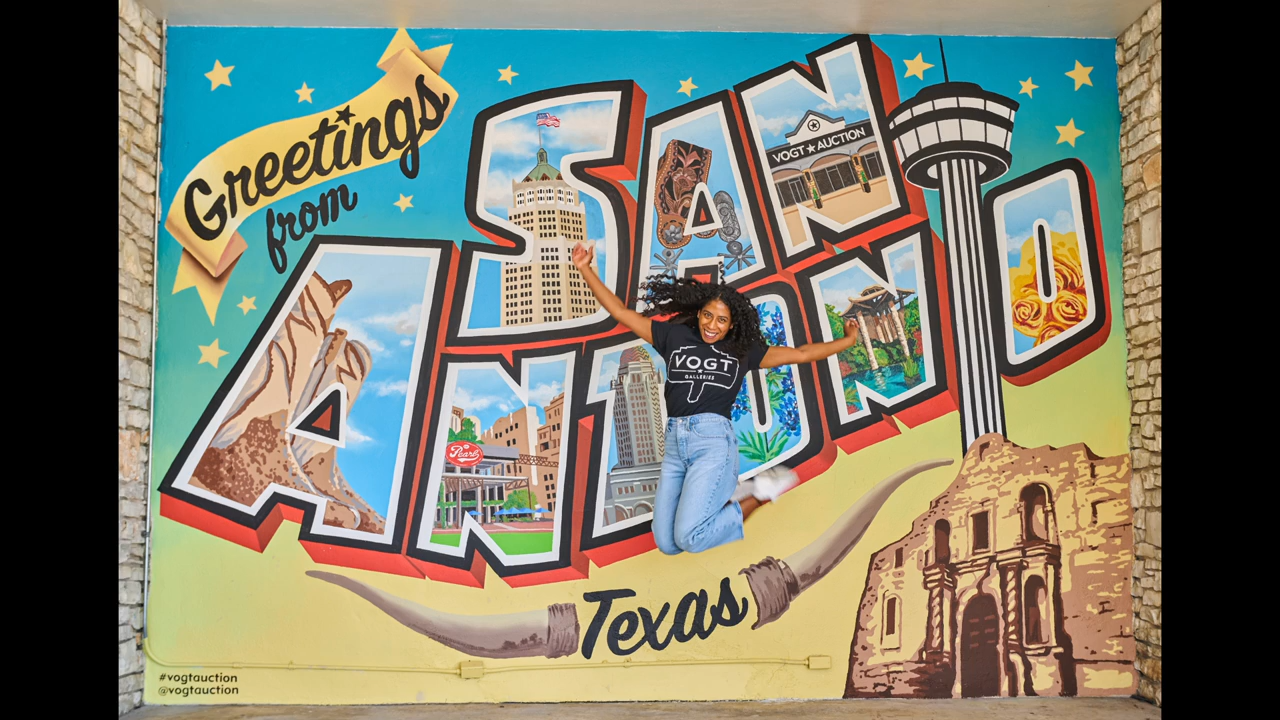 Greetings
from
SAN
ANTONIO
VOGT★AUCTION
Pearl
VOGT
GALLERIES
Texas
#vogtauction
@vogtauction